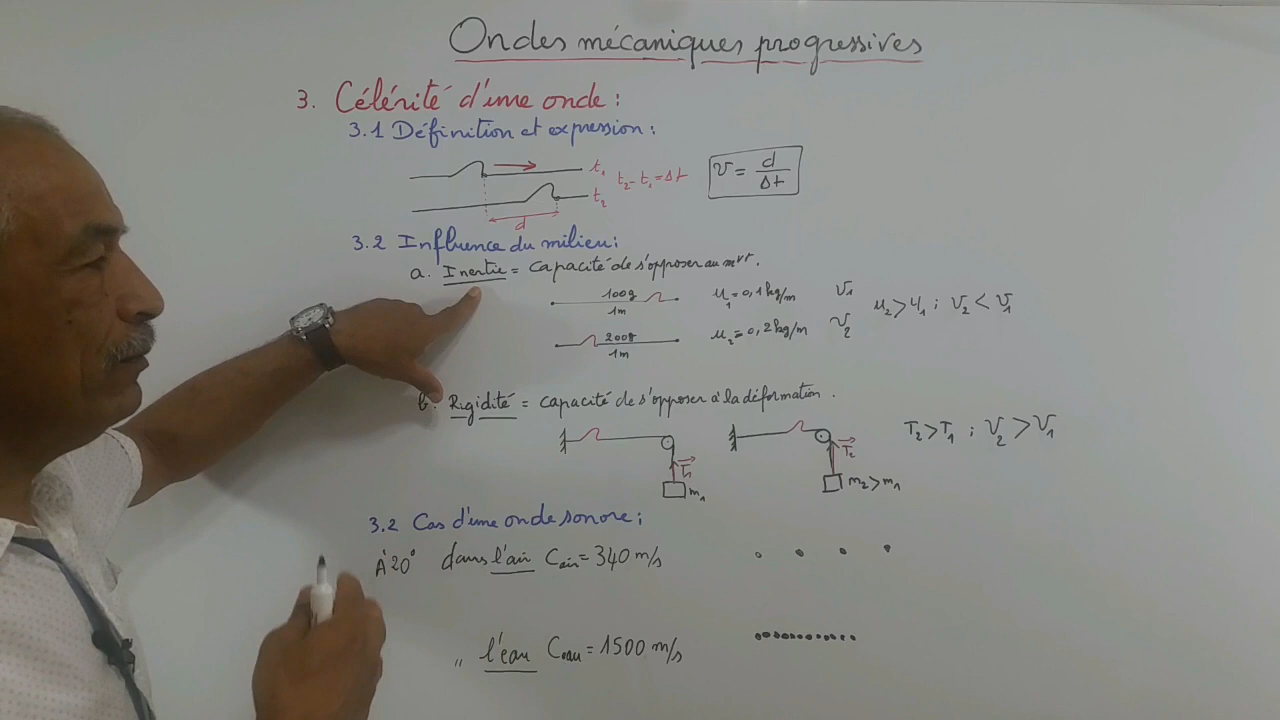 Ondes mécaniques progressives
3. Célérité d'une onde :
3.1 Définition et expression :
t₁
t₂ - t₁ = Δt
v = d/Δt
t₂
d
3.2 Influence du milieu :
a. Inertie = capacité de s'opposer au mvt.
100g
1m
μ₁ = 0,1 kg/m
V₁
μ₂ > μ₁ ; V₂ < V₁
200g
1m
μ₂ = 0,2 kg/m
V₂
b. Rigidité = capacité de s'opposer à la déformation.
T₁
m₁
T₂
m₂ > m₁
T₂ > T₁ ; V₂ > V₁
3.2 Cas d'une onde sonore ;
À 20° dans l'air Cair = 340 m/s
" l'eau Ceau = 1500 m/s